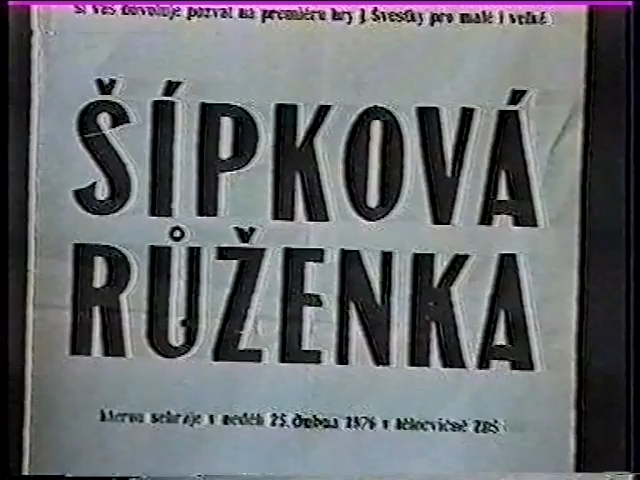 si vás dovoluje pozvat na premiéru hry J. Švestky pro malé i velké
ŠÍPKOVÁ
RŮŽENKA
kterou sehraje v neděli 25. dubna 1976 v tělocvičně ZDŠ